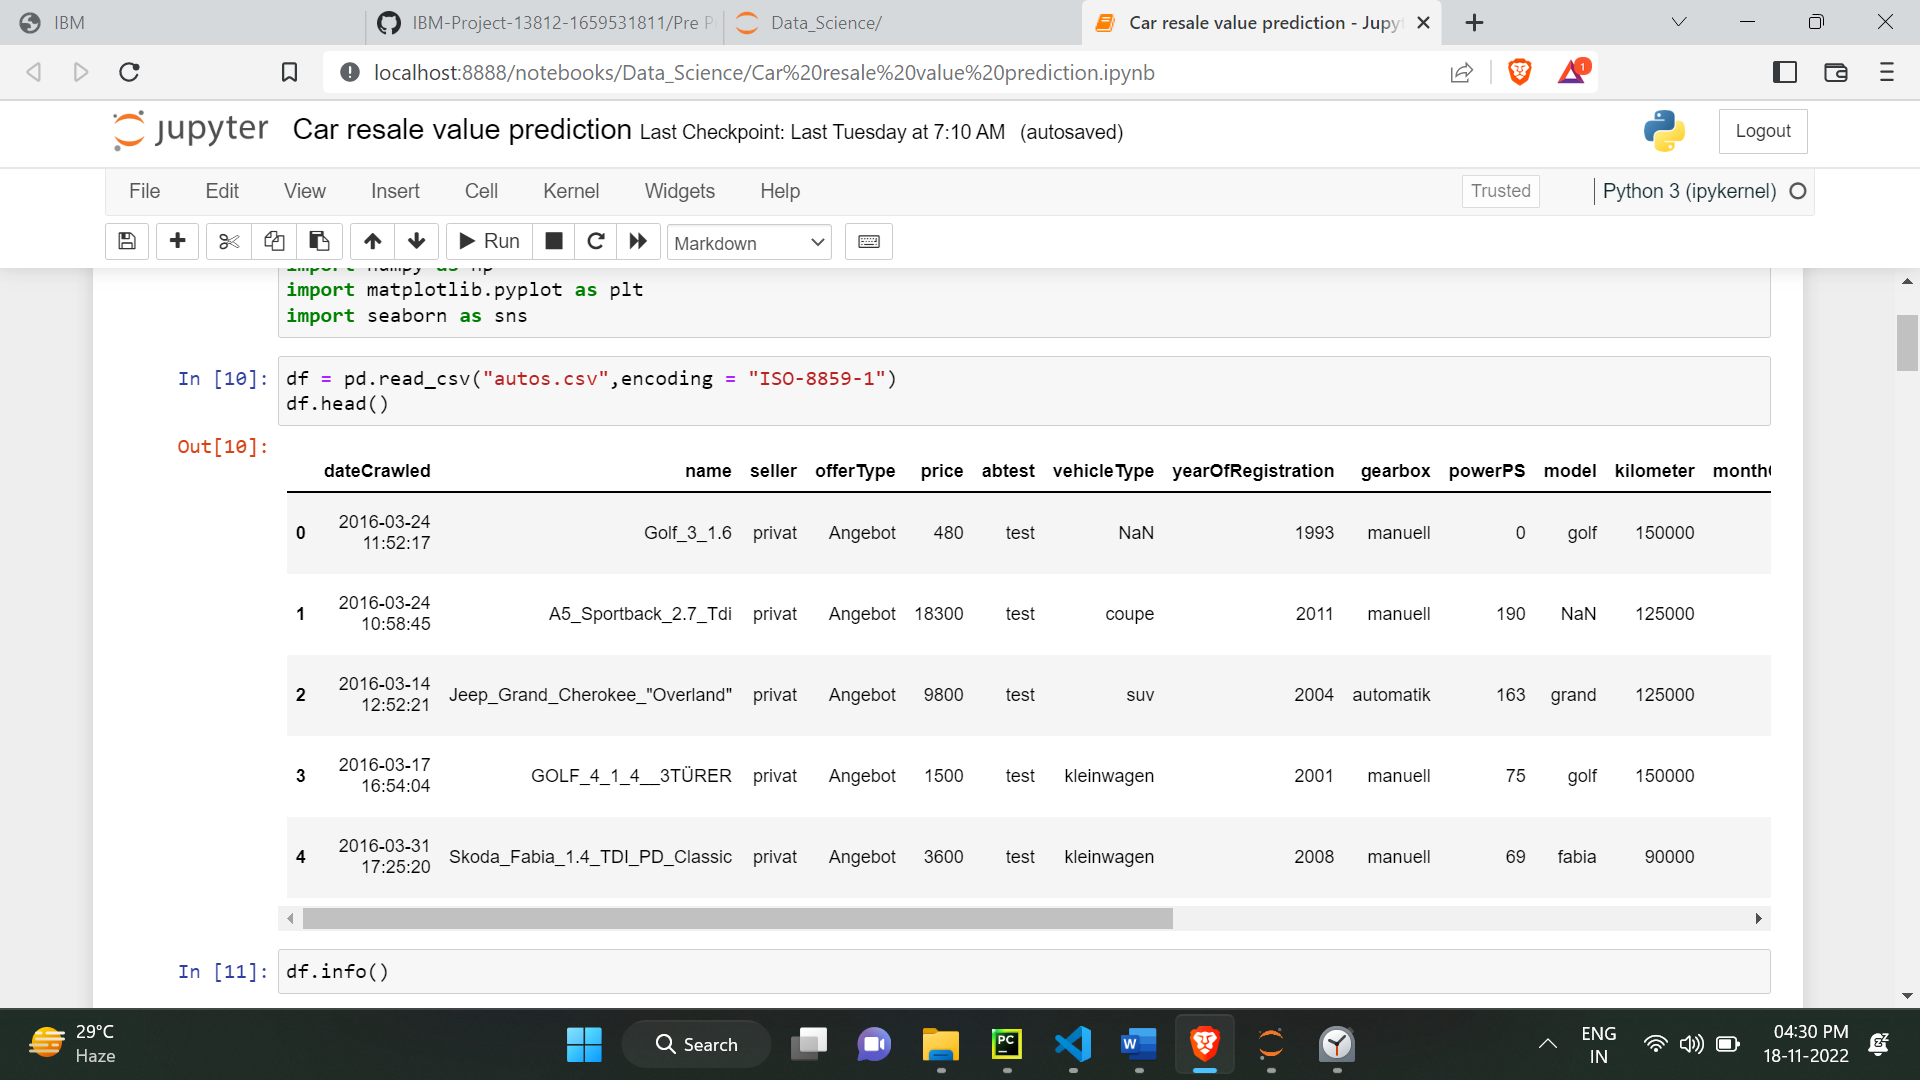 IBM
IBM-Project-13812-1659531811/Pre P
Data_Science/
Car resale value prediction - Jupy
localhost:8888/notebooks/Data_Science/Car%20resale%20value%20prediction.ipynb
1
jupyter Car resale value prediction Last Checkpoint: Last Tuesday at 7:10 AM (autosaved)
Logout
File Edit View Insert Cell Kernel Widgets Help
Trusted
Python 3 (ipykernel)
Run
Markdown
import numpy as np
import matplotlib.pyplot as plt
import seaborn as sns
In [10]: df = pd.read_csv("autos.csv",encoding = "ISO-8859-1")
df.head()
Out[10]:
dateCrawled name seller offerType price abtest vehicleType yearOfRegistration gearbox powerPS model kilometer month
0 2016-03-24 11:52:17 Golf_3_1.6 privat Angebot 480 test NaN 1993 manuell 0 golf 150000
1 2016-03-24 10:58:45 A5_Sportback_2.7_Tdi privat Angebot 18300 test coupe 2011 manuell 190 NaN 125000
2 2016-03-14 12:52:21 Jeep_Grand_Cherokee_"Overland" privat Angebot 9800 test suv 2004 automatik 163 grand 125000
3 2016-03-17 16:54:04 GOLF_4_1_4__3TÜRER privat Angebot 1500 test kleinwagen 2001 manuell 75 golf 150000
4 2016-03-31 17:25:20 Skoda_Fabia_1.4_TDI_PD_Classic privat Angebot 3600 test kleinwagen 2008 manuell 69 fabia 90000
In [11]: df.info()
29°C
Haze
Search
PC
W
ENG
IN
04:30 PM
18-11-2022